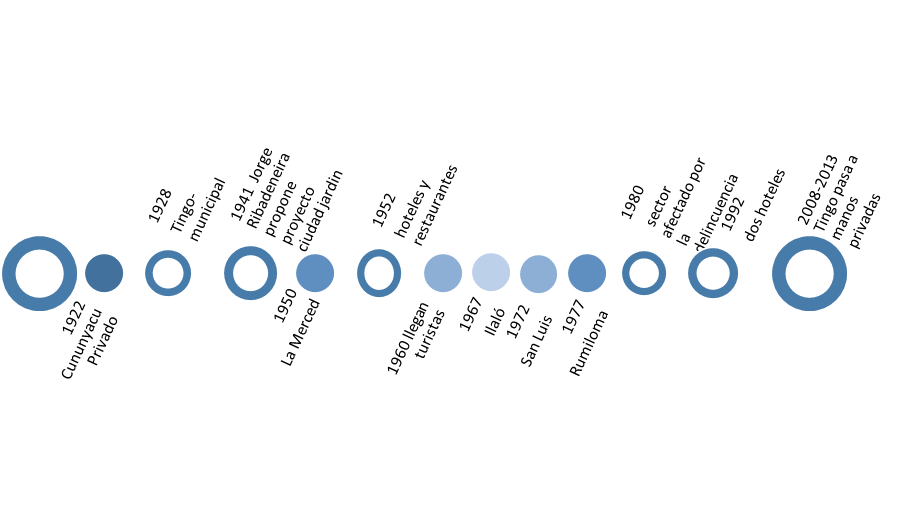 1922
Cununyacu
Privado
1928
Tingo-
municipal
1941 Jorge
Ribadeneira
propone
proyecto
ciudad jardin
1950
La Merced
1952
hoteles y
restaurantes
1960 llegan
turistas
1967
Ilaló
1972
San Luis
1977
Rumiloma
1980
sector
afectado por
la
delincuencia
1992
dos hoteles
2008-2013
Tingo pasa a
manos
privadas